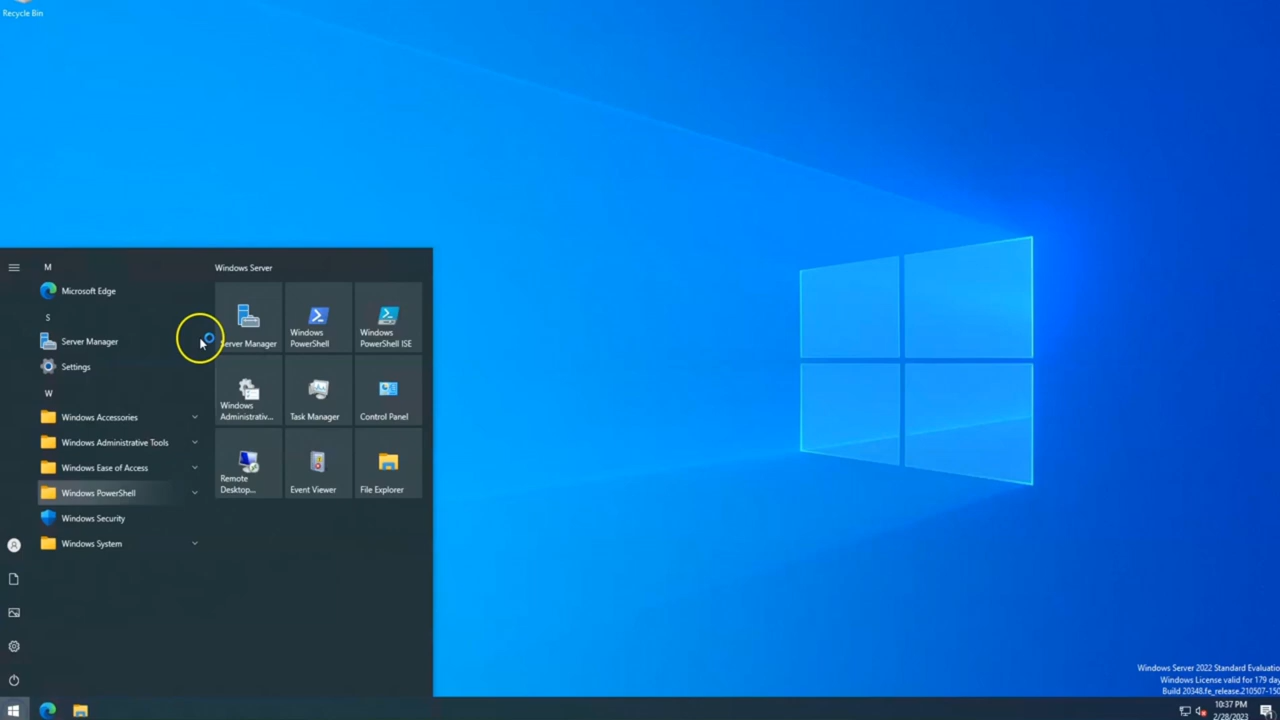 Recycle Bin
M
Windows Server
Microsoft Edge
S
Server Manager
Settings
W
Windows Accessories
Windows Administrative Tools
Windows Ease of Access
Windows PowerShell
Windows Security
Windows System
Server Manager
Windows
PowerShell
Windows
PowerShell ISE
Windows
Administrativ...
Task Manager
Control Panel
Remote
Desktop...
Event Viewer
File Explorer
Windows Server 2022 Standard
Windows License valid for 179
Build 20348.fe_release.210507-150
10:37 PM
2/28/2023